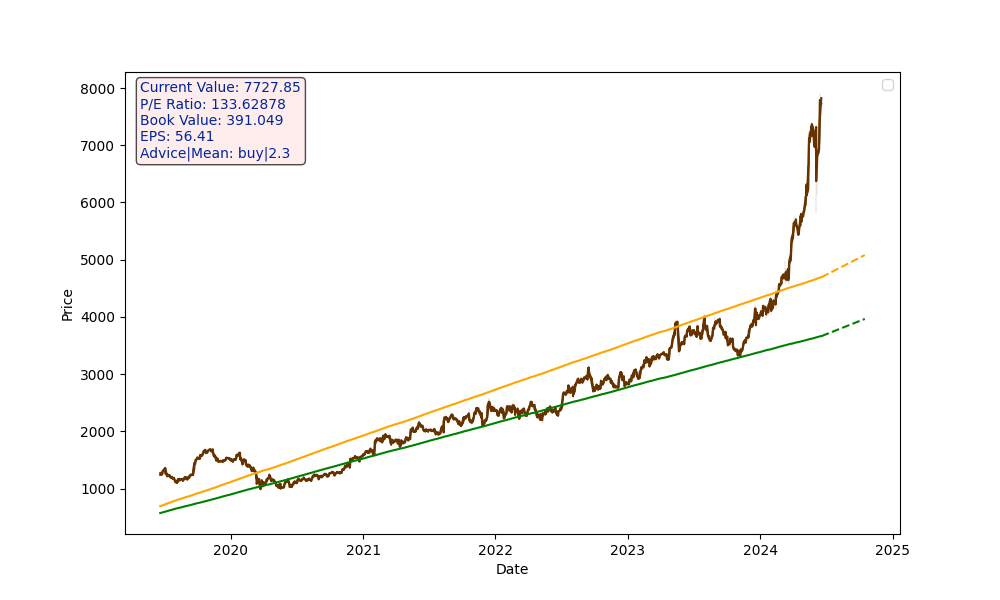 Current Value: 7727.85
P/E Ratio: 133.62878
Book Value: 391.049
EPS: 56.41
Advice|Mean: buy|2.3
8000
7000
6000
5000
4000
3000
2000
1000
Price
2020 2021 2022 2023 2024 2025
Date